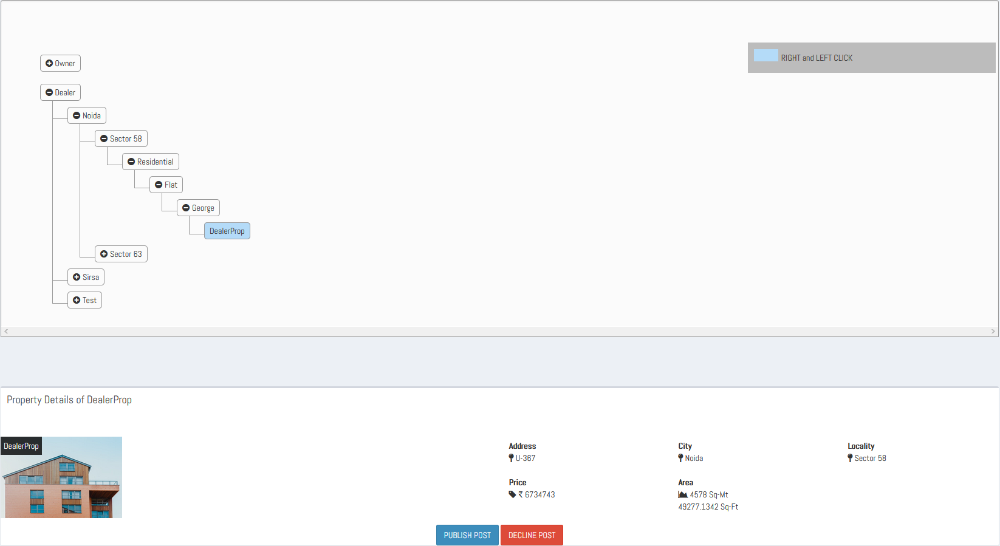 Owner
RIGHT and LEFT CLICK
Dealer
Noida
Sector 58
Residential
Flat
George
DealerProp
Sector 63
Sirsa
Test
Property Details of DealerProp
DealerProp
Address
U-367
City
Noida
Locality
Sector 58
Price
₹ 6734743
Area
4578 Sq-Mt
49277.1342 Sq-Ft
PUBLISH POST
DECLINE POST